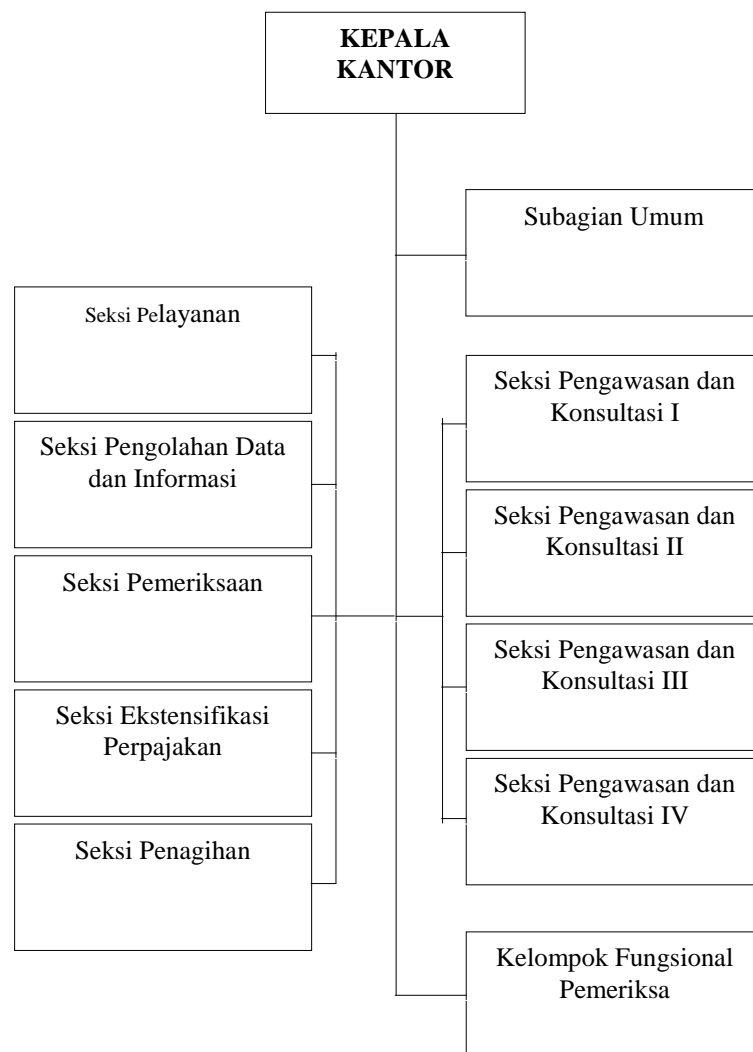 KEPALA
KANTOR
Subagian Umum
Seksi Pelayanan
Seksi Pengolahan Data
dan Informasi
Seksi Pemeriksaan
Seksi Ekstensifikasi
Perpajakan
Seksi Penagihan
Seksi Pengawasan dan
Konsultasi I
Seksi Pengawasan dan
Konsultasi II
Seksi Pengawasan dan
Konsultasi III
Seksi Pengawasan dan
Konsultasi IV
Kelompok Fungsional
Pemeriksa